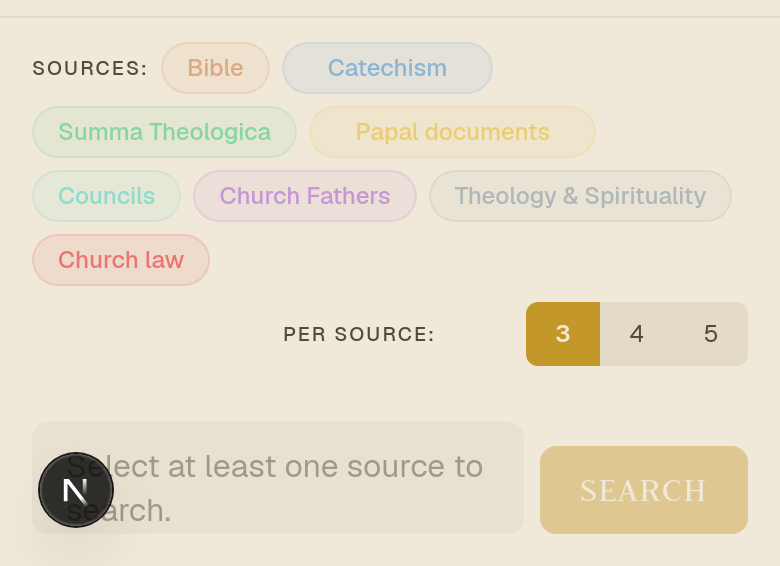 SOURCES: Bible Catechism
Summa Theologica Papal documents
Councils Church Fathers Theology & Spirituality
Church law
PER SOURCE: 3 4 5
Select at least one source to
search.
N
SEARCH